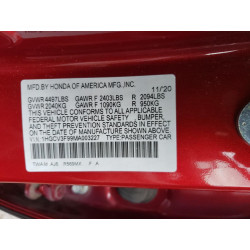 MFD. BY HONDA OF AMERICA MFG., INC. 11/20
GVWR 4497LBS GAWR F 2403LBS R 2094LBS
GVWR 2040KG GAWR F 1090KG R 950KG
THIS VEHICLE CONFORMS TO ALL APPLICABLE
FEDERAL MOTOR VEHICLE SAFETY, BUMPER,
AND THEFT PREVENTION STANDARDS IN EFFECT ON THE
DATE OF MANUFACTURE SHOWN ABOVE.
V.I.N.: 1HGCV3F99MA003227 TYPE:PASSENGER CAR
F A